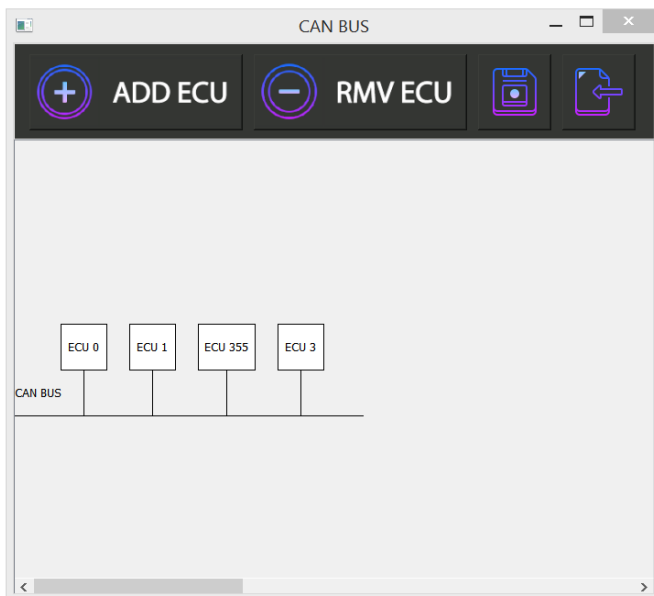 CAN BUS
ADD ECU
RMV ECU
ECU 0
ECU 1
ECU 355
ECU 3
CAN BUS